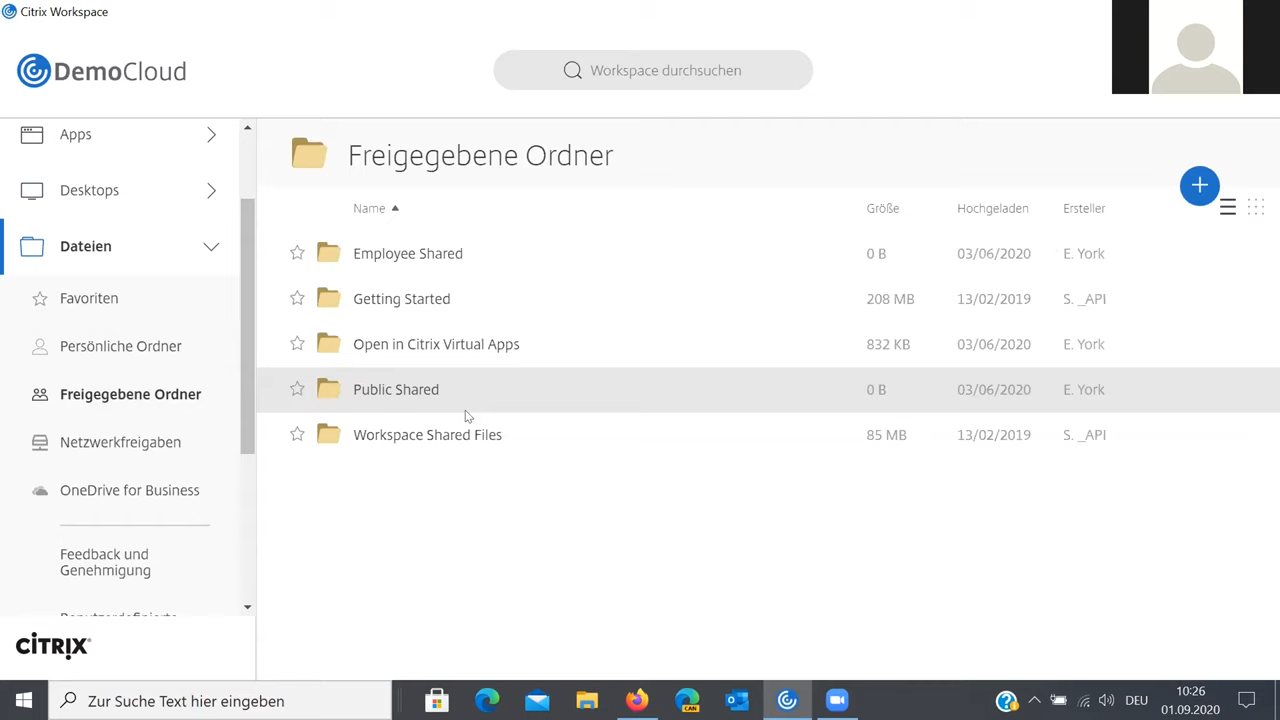 Citrix Workspace
DemoCloud
Workspace durchsuchen
Apps
Desktops
Dateien
Favoriten
Persönliche Ordner
Freigegebene Ordner
Netzwerkfreigaben
OneDrive for Business
Feedback und
Genehmigung
CİTRIX
Freigegebene Ordner
Name Größe Hochgeladen Ersteller
Employee Shared 0 B 03/06/2020 E. York
Getting Started 208 MB 13/02/2019 S. _API
Open in Citrix Virtual Apps 832 KB 03/06/2020 E. York
Public Shared 0 B 03/06/2020 E. York
Workspace Shared Files 85 MB 13/02/2019 S. _API
Zur Suche Text hier eingeben
CAN
DEU
10:26
01.09.2020